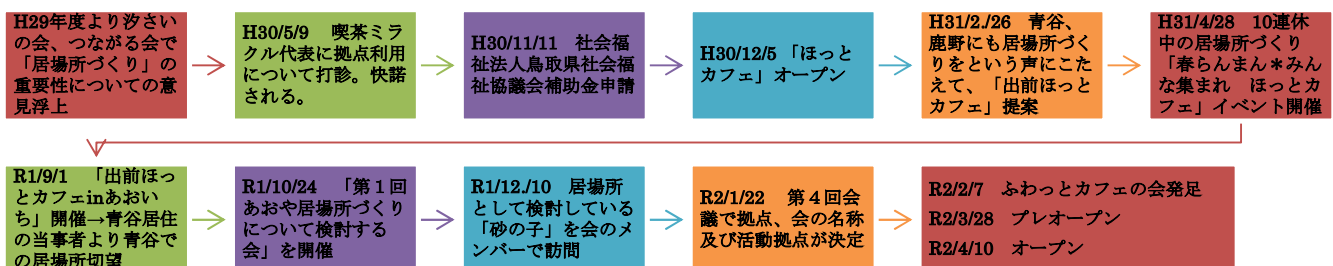 H29年度より汐さい
の会、つながる会で
「居場所づくり」の
重要性についての意
見浮上
H30/5/9　喫茶ミラ
クル代表に拠点利用
について打診。快諾
される。
H30/11/11　社会福
祉法人鳥取県社会福
祉協議会補助金申請
H30/12/5「ほっと
カフェ」オープン
H31/2./26　青谷、
鹿野にも居場所づく
りをという声にこた
えて、「出前ほっと
カフェ」提案
H31/4/28　10連休
中の居場所づくり
「春らんまん＊みん
な集まれ　ほっとカ
フェ」イベント開催
R1/9/1　「出前ほっ
とカフェinあおい
ち」開催→青谷居住
の当事者より青谷で
の居場所切望
R1/10/24　「第１回
あおや居場所づくり
について検討する
会」を開催
R1/12./10　居場所
として検討している
「砂の子」を会のメ
ンバーで訪問
R2/1/22　第４回会
議で拠点、会の名称
及び活動拠点が決定
R2/2/7　ふわっとカフェの会発足
R2/3/28　プレオープン
R2/4/10　オープン